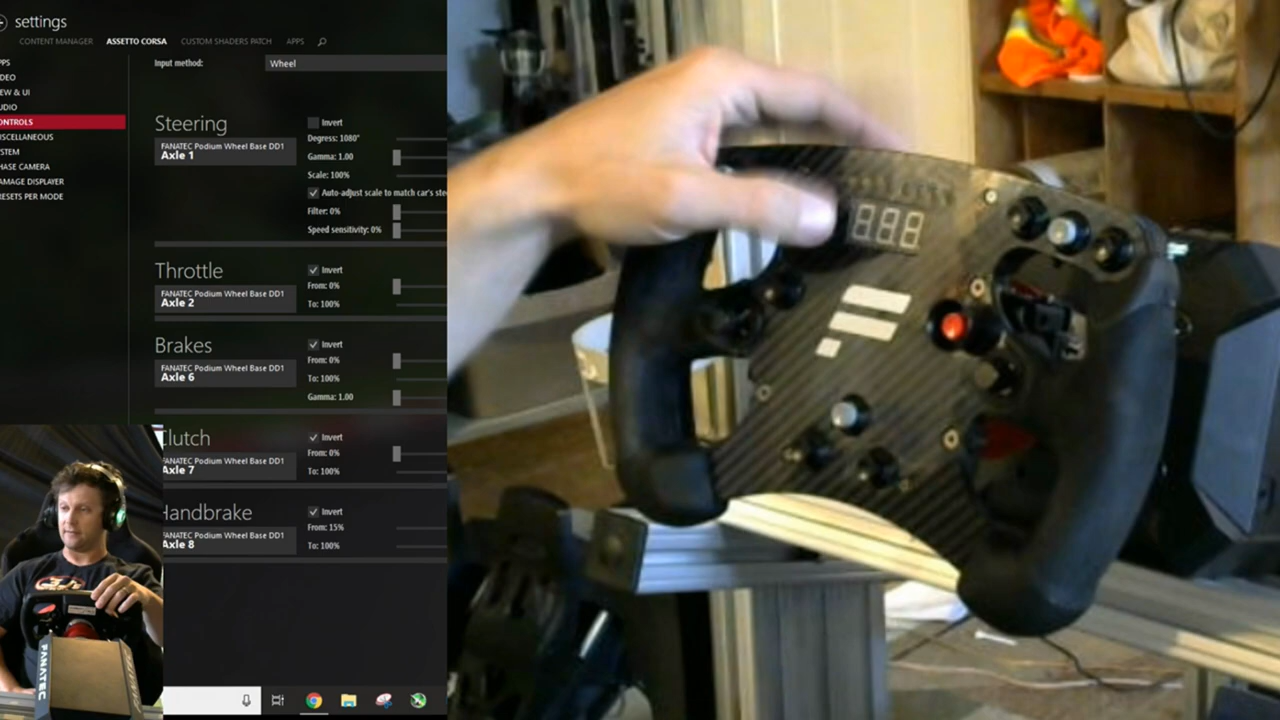 settings
CONTENT MANAGER ASSETTO CORSA CUSTOM SHADERS PATCH APPS
PPS
DEO
EW & UI
UDIO
ONTROLS
ISCELLANEOUS
STEM
HASE CAMERA
AMAGE DISPLAYER
RESETS PER MODE
Input method: Wheel
Steering
FANATEC Podium Wheel Base DD1
Axle 1
Invert
Degress: 1080°
Gamma: 1.00
Scale: 100%
Auto-adjust scale to match car's stee
Filter: 0%
Speed sensitivity: 0%
Throttle
FANATEC Podium Wheel Base DD1
Axle 2
Invert
From: 0%
To: 100%
Brakes
FANATEC Podium Wheel Base DD1
Axle 6
Invert
From: 0%
To: 100%
Gamma: 1.00
Clutch
FANATEC Podium Wheel Base DD1
Axle 7
Invert
From: 0%
To: 100%
Handbrake
FANATEC Podium Wheel Base DD1
Axle 8
Invert
From: 15%
To: 100%
FANATEC